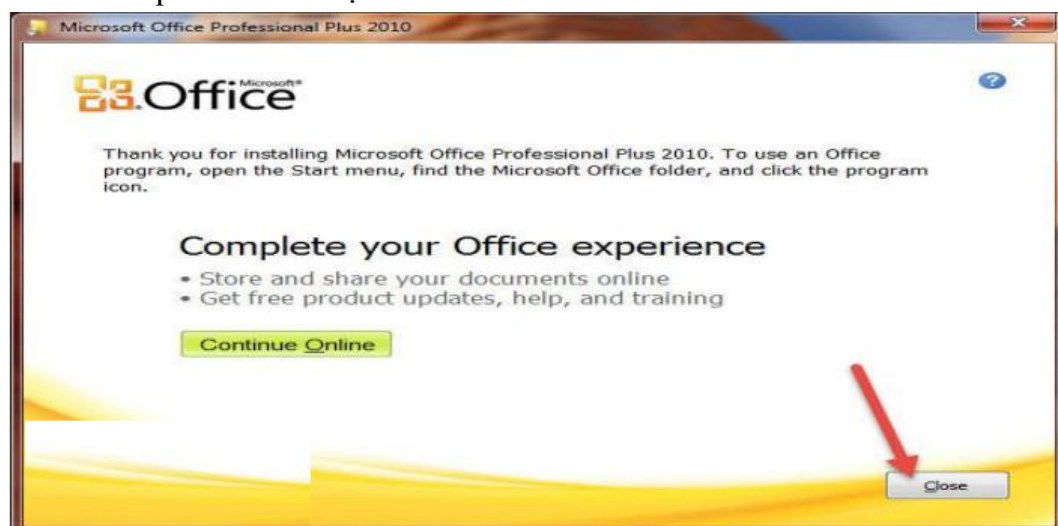 Microsoft Office Professional Plus 2010
Microsoft®
Office
Thank you for installing Microsoft Office Professional Plus 2010. To use an Office
program, open the Start menu, find the Microsoft Office folder, and click the program
icon.
Complete your Office experience
• Store and share your documents online
• Get free product updates, help, and training
Continue Online
Close